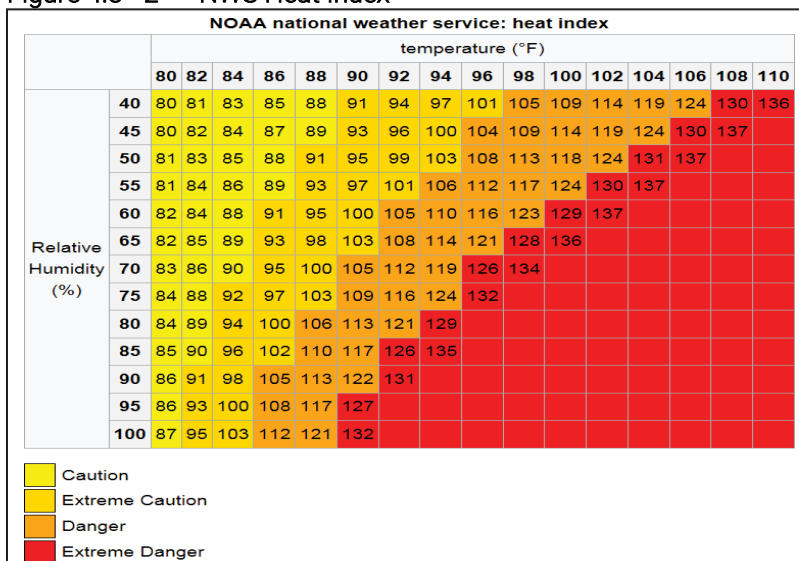 NOAA national weather service: heat index
temperature (°F)
80 82 84 86 88 90 92 94 96 98 100 102 104 106 108 110
40 80 81 83 85 88 91 94 97 101 105 109 114 119 124 130 136
45 80 82 84 87 89 93 96 100 104 109 114 119 124 130 137
50 81 83 85 88 91 95 99 103 108 113 118 124 131 137
55 81 84 86 89 93 97 101 106 112 117 124 130 137
60 82 84 88 91 95 100 105 110 116 123 129 137
Relative Humidity (%)
65 82 85 89 93 98 103 108 114 121 128 136
70 83 86 90 95 100 105 112 119 126 134
75 84 88 92 97 103 109 116 124 132
80 84 89 94 100 106 113 121 129
85 85 90 96 102 110 117 126 135
90 86 91 98 105 113 122 131
95 86 93 100 108 117 127
100 87 95 103 112 121 132
Caution
Extreme Caution
Danger
Extreme Danger